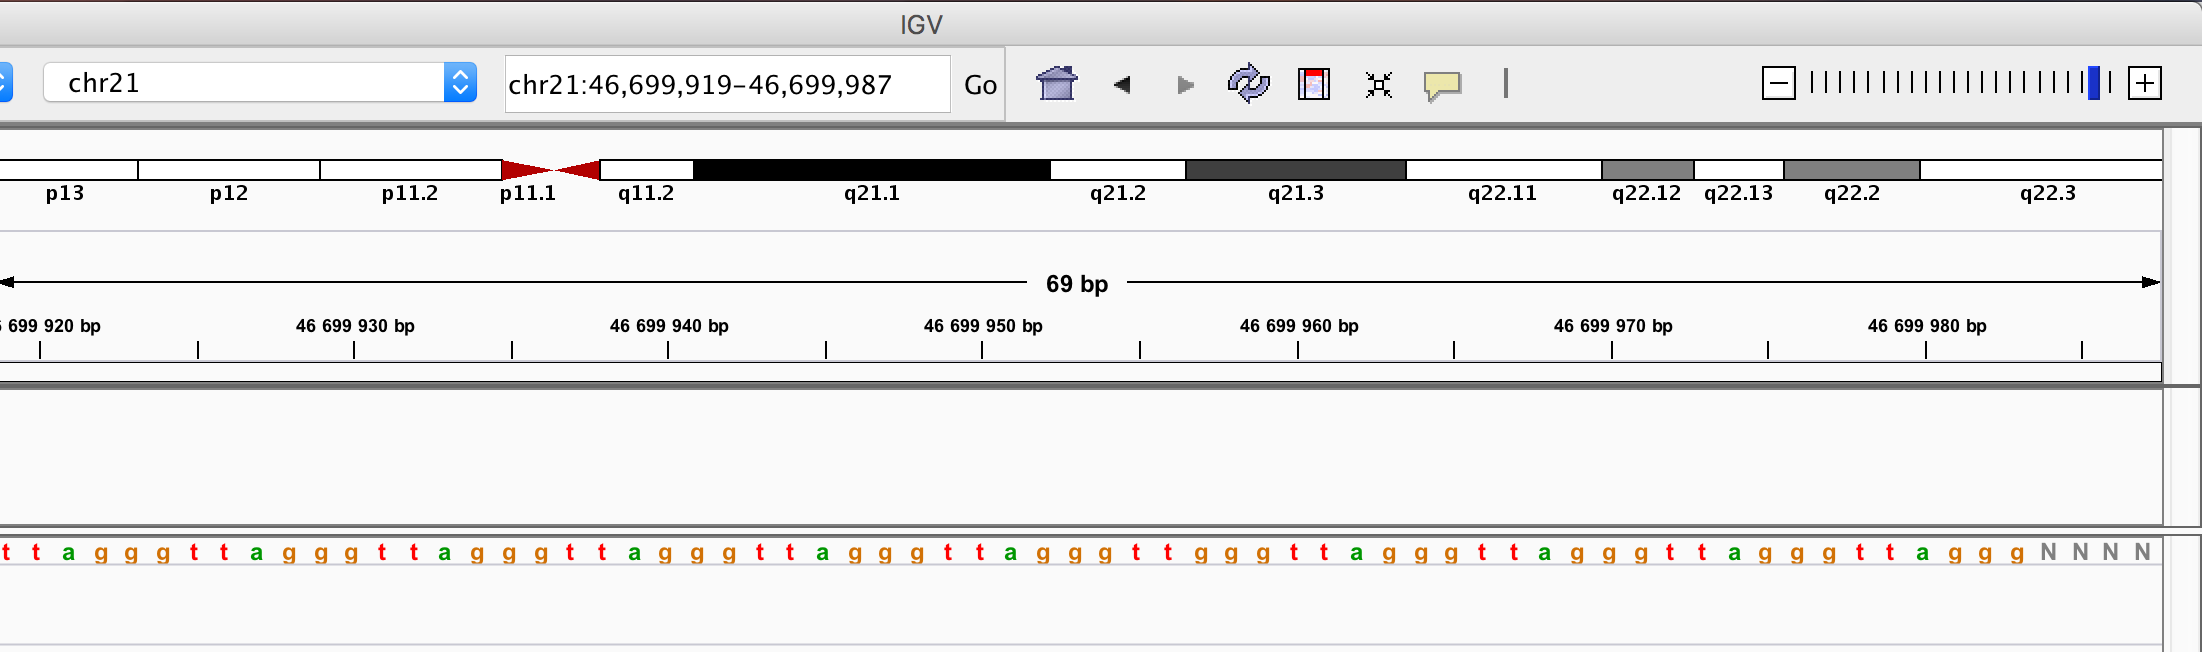 IGV
chr21 chr21:46,699,919-46,699,987 Go
p13 p12 p11.2 p11.1 q11.2 q21.1 q21.2 q21.3 q22.11 q22.12 q22.13 q22.2 q22.3
69 bp
699 920 bp 46 699 930 bp 46 699 940 bp 46 699 950 bp 46 699 960 bp 46 699 970 bp 46 699 980 bp
t t a g g g t t a g g g t t a g g g t t a g g g t t a g g g t t a g g g t t g g g t t a g g g t t a g g g t t a g g g t t a g g g N N N N